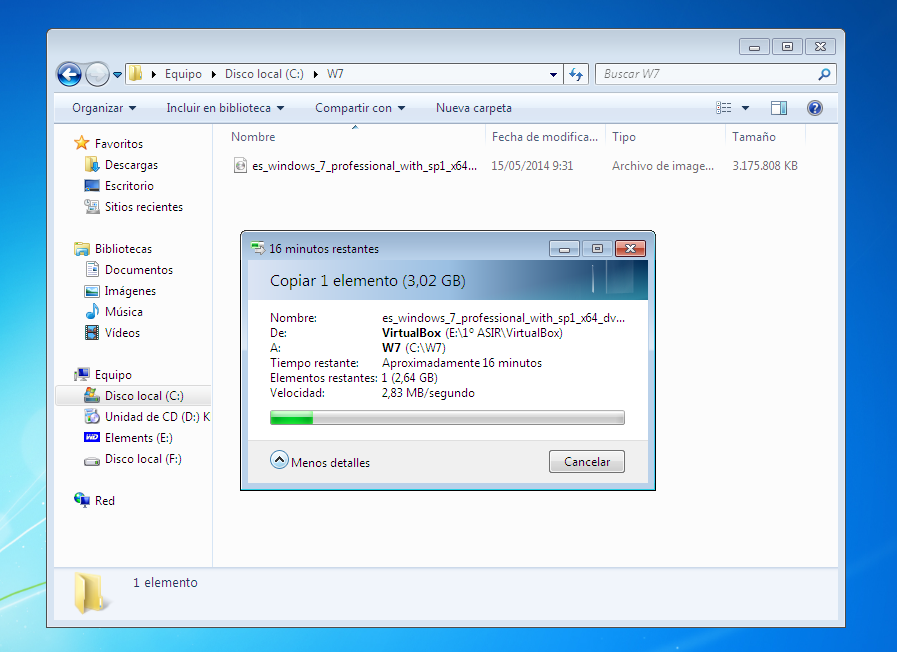 Equipo Disco local (C:) W7
Buscar W7
Organizar Incluir en biblioteca Compartir con Nueva carpeta
Nombre Fecha de modifica... Tipo Tamaño
es_windows_7_professional_with_sp1_x64... 15/05/2014 9:31 Archivo de image... 3.175.808 KB
Favoritos
Descargas
Escritorio
Sitios recientes
Bibliotecas
Documentos
Imágenes
Música
Vídeos
Equipo
Disco local (C:)
Unidad de CD (D:) K
Elements (E:)
Disco local (F:)
Red
16 minutos restantes
Copiar 1 elemento (3,02 GB)
Nombre: es_windows_7_professional_with_sp1_x64_dv...
De: VirtualBox (E:\1º ASIR\VirtualBox)
A: W7 (C:\W7)
Tiempo restante: Aproximadamente 16 minutos
Elementos restantes: 1 (2,64 GB)
Velocidad: 2,83 MB/segundo
Menos detalles
Cancelar
1 elemento